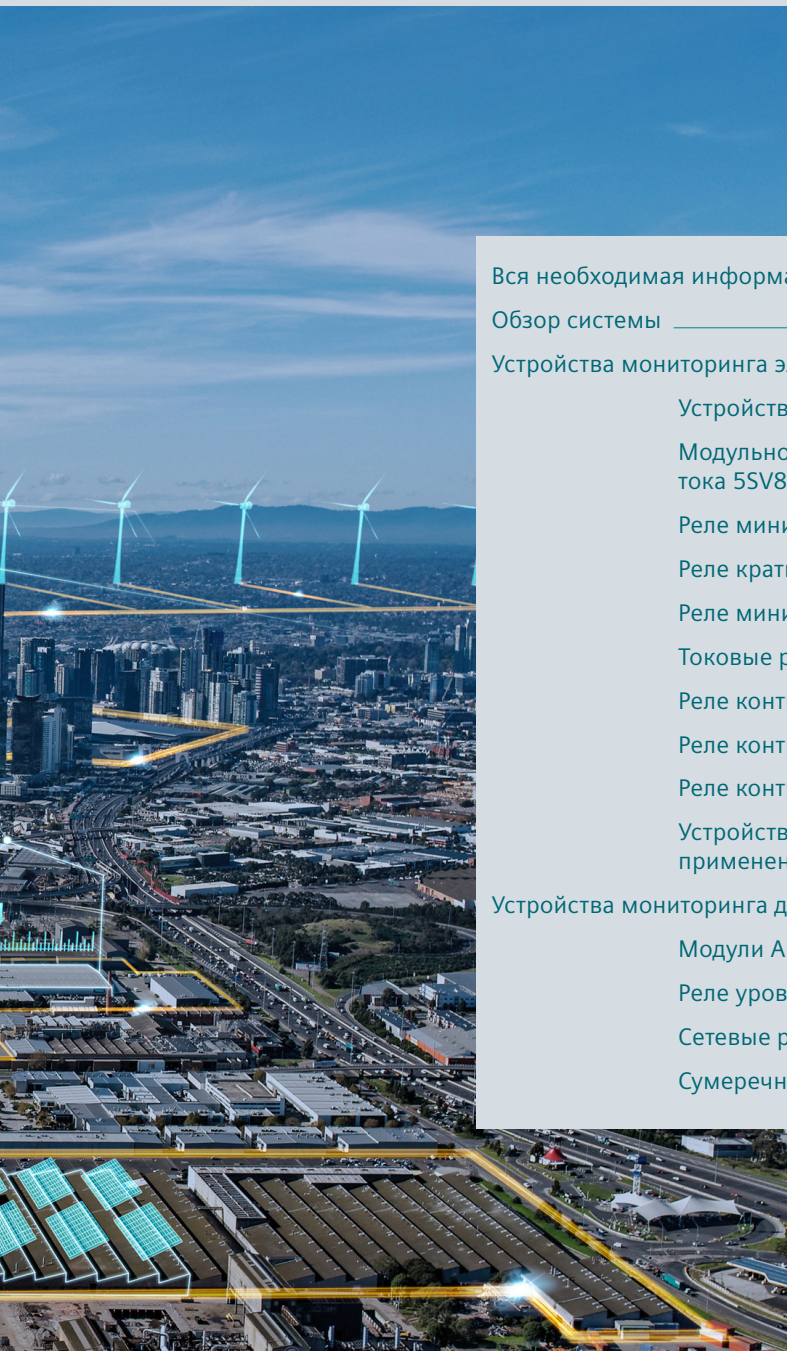 Вся необходимая информа
Обзор системы
Устройства мониторинга э
Устройств
Модульно
тока 5SV8
Реле мини
Реле крат
Реле мини
Токовые р
Реле конт
Реле конт
Реле конт
Устройств
применен
Устройства мониторинга д
Модули A
Реле уров
Сетевые р
Сумеречн